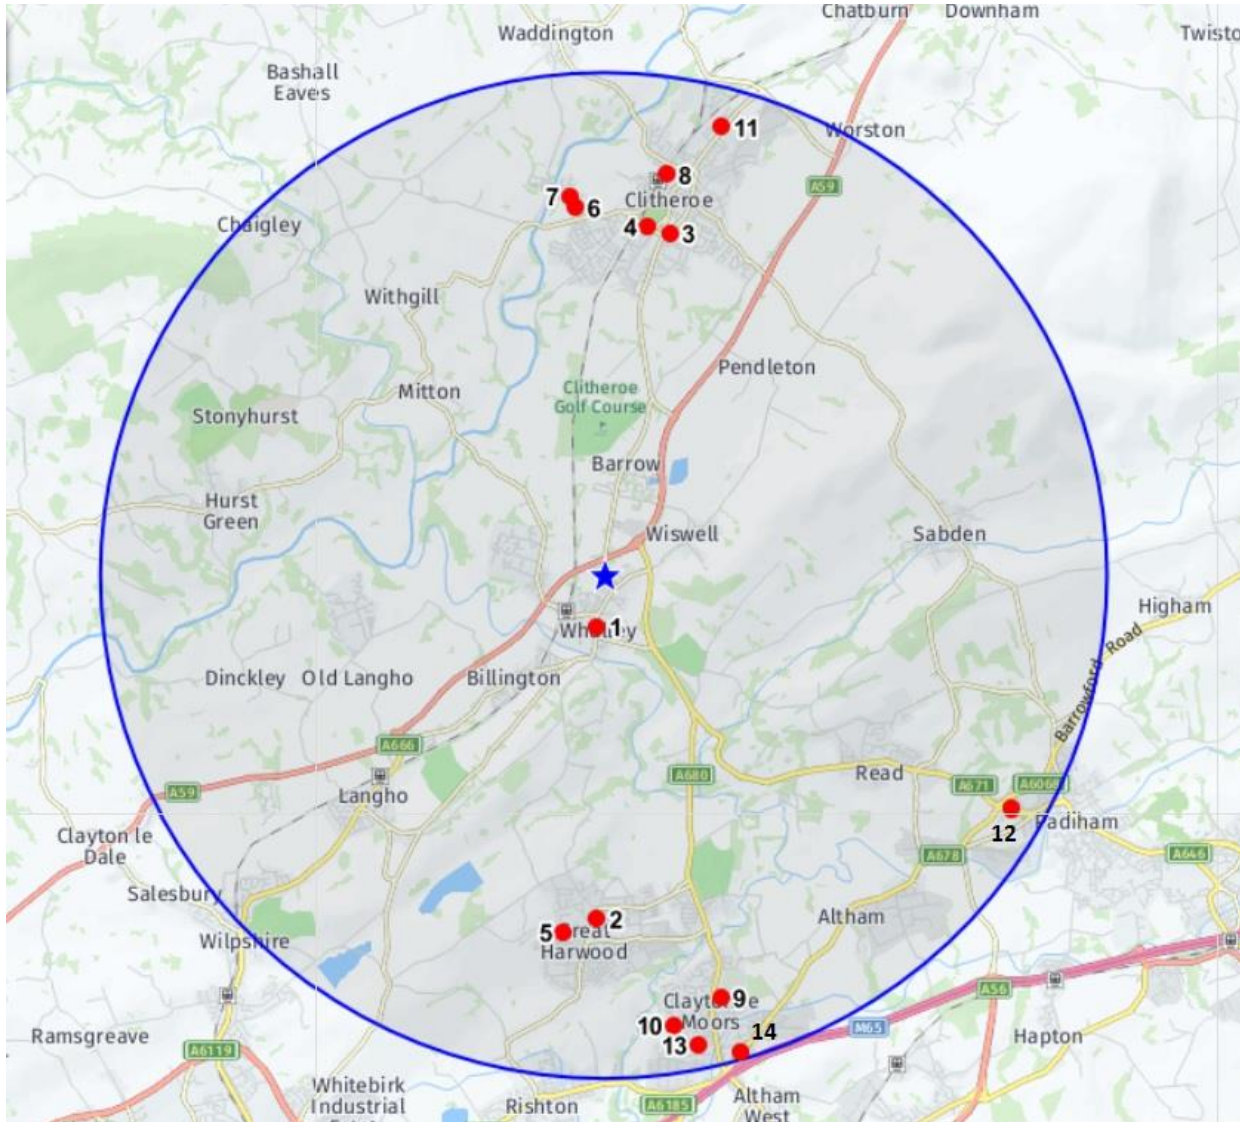 Chatburn
Downham
Waddington
Twisto
Bashall
Eaves
11
Worston
8
7
6
A59
Clitheroe
4
3
Chaigley
Withgill
Pendleton
Clitheroe
Golf Course
Mitton
Stonyhurst
Barrow
Hurst
Green
Wiswell
Sabden
Higham
1
Barrowford Road
Dinckley
Old Langho
Billington
A666
A680
Read
A671
A6068
A59
Langho
12
Padiham
Clayton le
Dale
A678
A646
Salesbury
2
Altham
5
Great
Harwood
Wilpshire
9
A56
10
Moors
14
M65
13
Ramsgreave
A6119
Hapton
Whitebirk
Industrial
Rishton
A6185
Altham
West